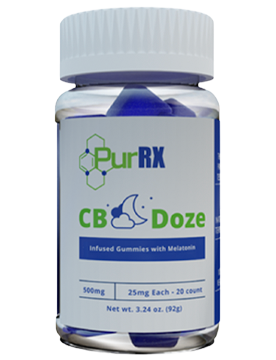 PurRX
CB Doze
Infused Gummies with Melatonin
500mg 25mg Each - 20 count
Net wt. 3.24 oz. (92g)